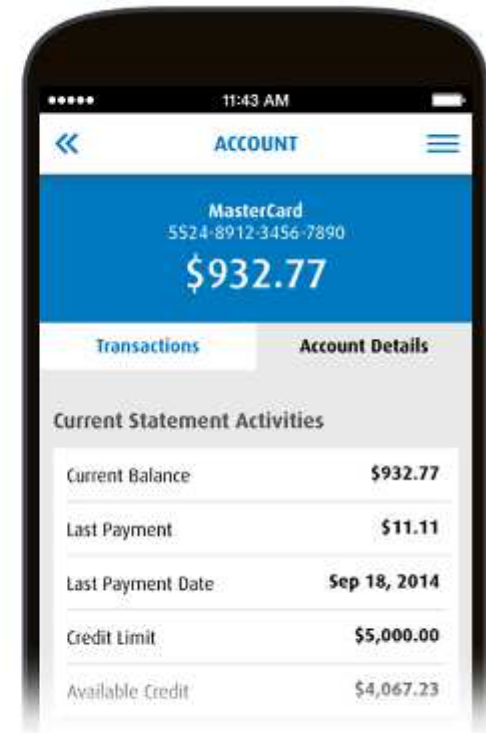 11:43 AM
ACCOUNT
MasterCard
5524-8912-3456-7890
$932.77
Transactions Account Details
Current Statement Activities
Current Balance $932.77
Last Payment $11.11
Last Payment Date Sep 18, 2014
Credit Limit $5,000.00
Available Credit $4,067.23